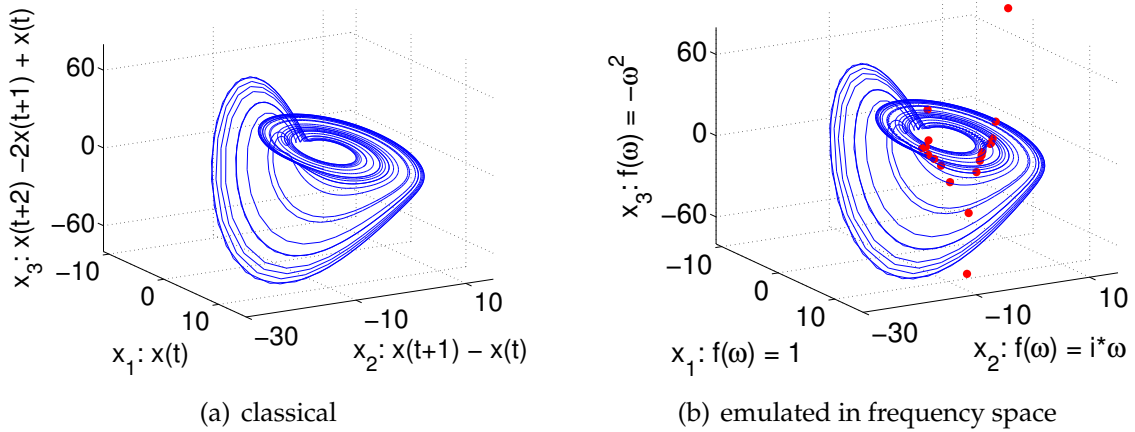 x3: x(t+2) −2x(t+1) + x(t)
60
0
−60
−10
0
10
−30
−10
10
x1: x(t)
x2: x(t+1) − x(t)
(a) classical
x3: f(ω) = −ω²
60
0
−60
−10
0
10
−30
−10
10
x1: f(ω) = 1
x2: f(ω) = i*ω
(b) emulated in frequency space